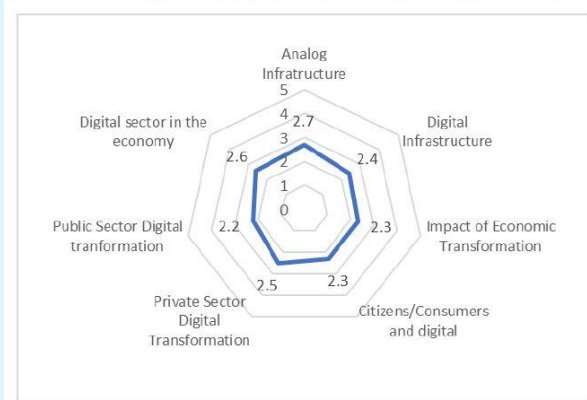 Analog
Infratructure
5
4
3
2
1
0
2.7
Digital
Infrastructure
2.4
Impact of Economic
Transformation
2.3
Citizens/Consumers
and digital
2.3
Private Sector
Digital
Transformation
2.5
Public Sector Digital
tranformation
2.2
Digital sector in the
economy
2.6